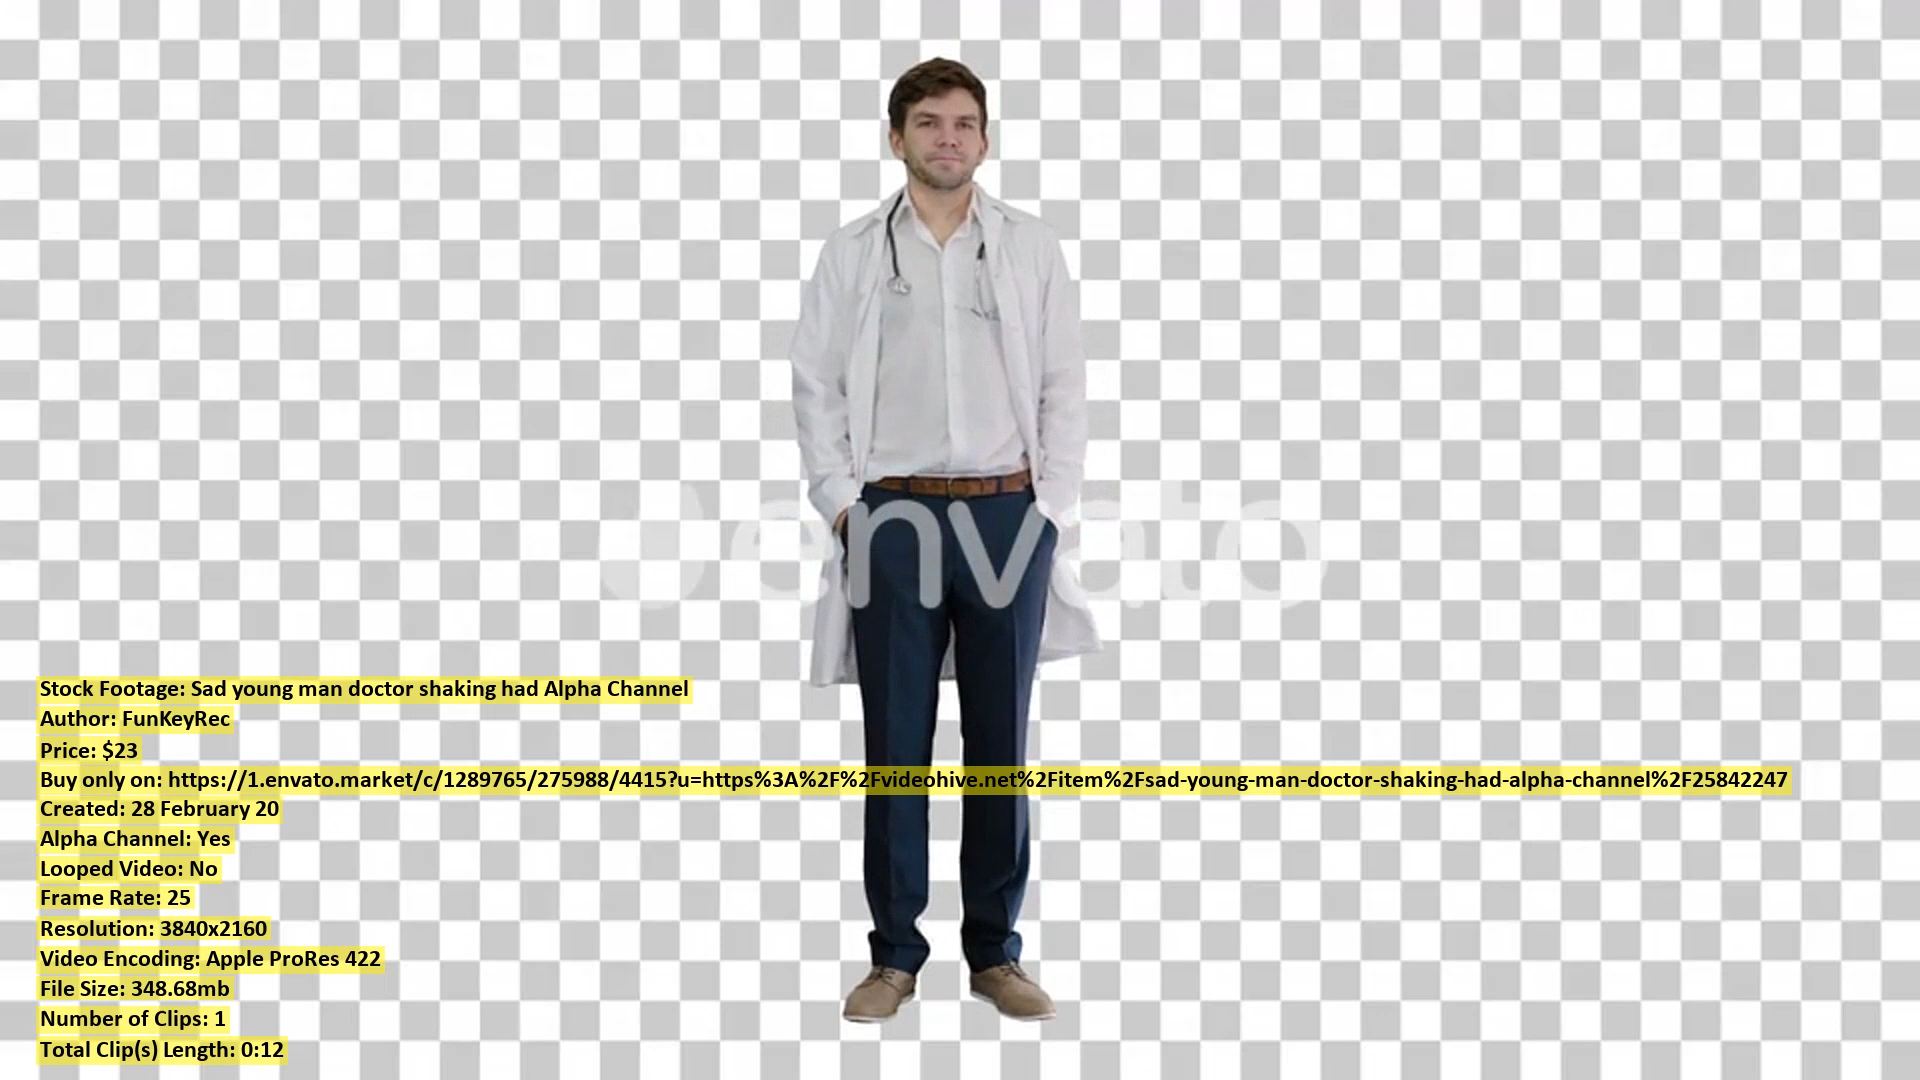 envato
Stock Footage: Sad young man doctor shaking had Alpha Channel
Author: FunKeyRec
Price: $23
Buy only on: https://1.envato.market/c/1289765/275988/4415?u=https%3A%2F%2Fvideohive.net%2Fitem%2Fsad-young-man-doctor-shaking-had-alpha-channel%2F25842247
Created: 28 February 20
Alpha Channel: Yes
Looped Video: No
Frame Rate: 25
Resolution: 3840x2160
Video Encoding: Apple ProRes 422
File Size: 348.68mb
Number of Clips: 1
Total Clip(s) Length: 0:12